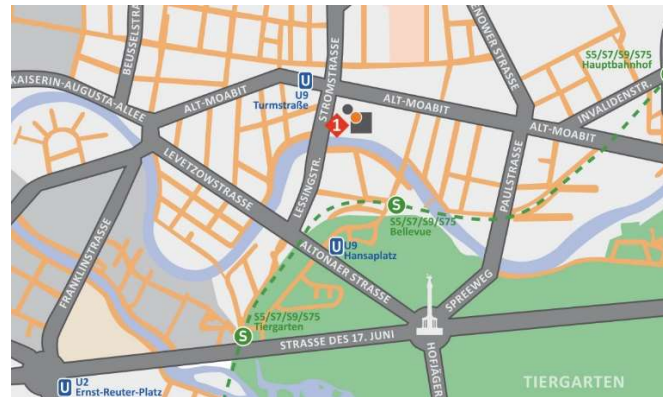 BEUSSELSTR.
KAISERIN-AUGUSTA-ALLEE
ALT-MOABIT
U
U9
Turmstraße
STROMSTRASSE
S5/S7/S9/S75
Hauptbahnhof
INVALIDENSTR.
ALT-MOABIT
ALT-MOABIT
1
LEVETZOWSTRASSE
LESSINGSTR.
PAULSTRASSE
S
S5/S7/S9/S75
Bellevue
U
U9
Hansaplatz
FRANKLINSTRASSE
ALTONAER STRASSE
SPREEWEG
S5/S7/S9/S75
Tiergarten
S
STRASSE DES 17. JUNI
HOFJÄGER
TIERGARTEN
U
U2
Ernst-Reuter-Platz